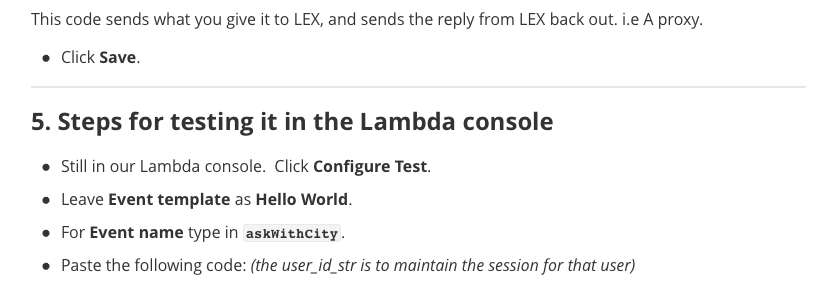 This code sends what you give it to LEX, and sends the reply from LEX back out. i.e A proxy.
• Click Save.
5. Steps for testing it in the Lambda console
• Still in our Lambda console. Click Configure Test.
• Leave Event template as Hello World.
• For Event name type in askWithCity.
• Paste the following code: (the user_id_str is to maintain the session for that user)